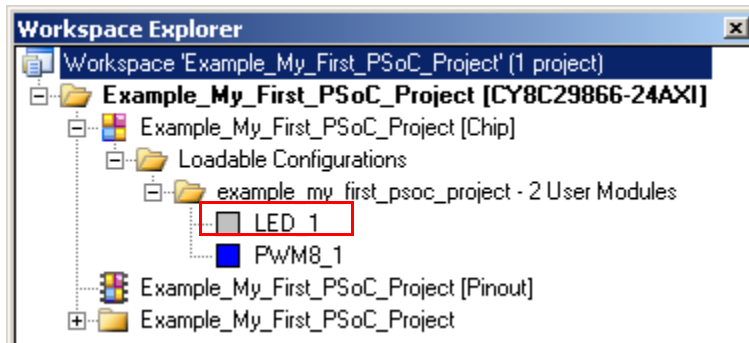 Workspace Explorer
Workspace 'Example_My_First_PSoC_Project' (1 project)
Example_My_First_PSoC_Project [CY8C29866-24AXI]
Example_My_First_PSoC_Project [Chip]
Loadable Configurations
example_my_first_psoc_project - 2 User Modules
LED_1
PWM8_1
Example_My_First_PSoC_Project [Pinout]
Example_My_First_PSoC_Project